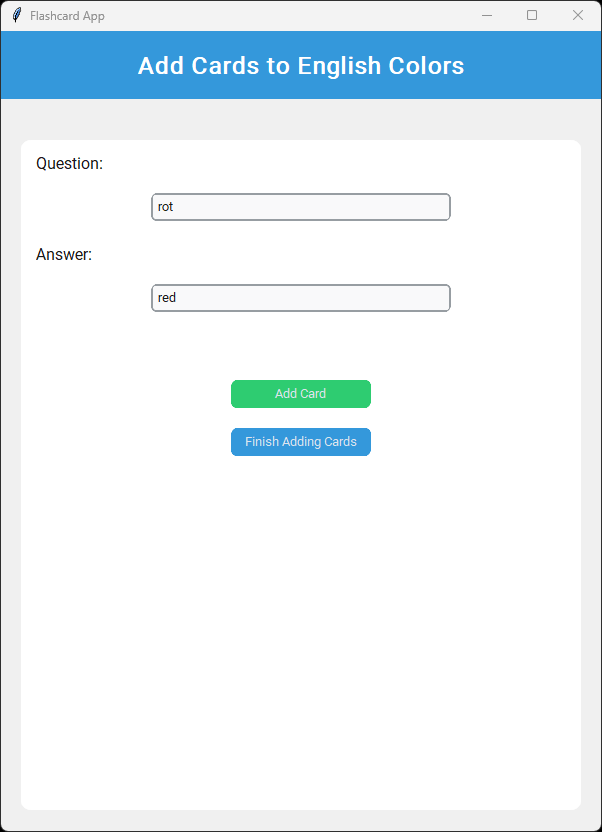 Flashcard App
Add Cards to English Colors
Question:
rot
Answer:
red
Add Card
Finish Adding Cards